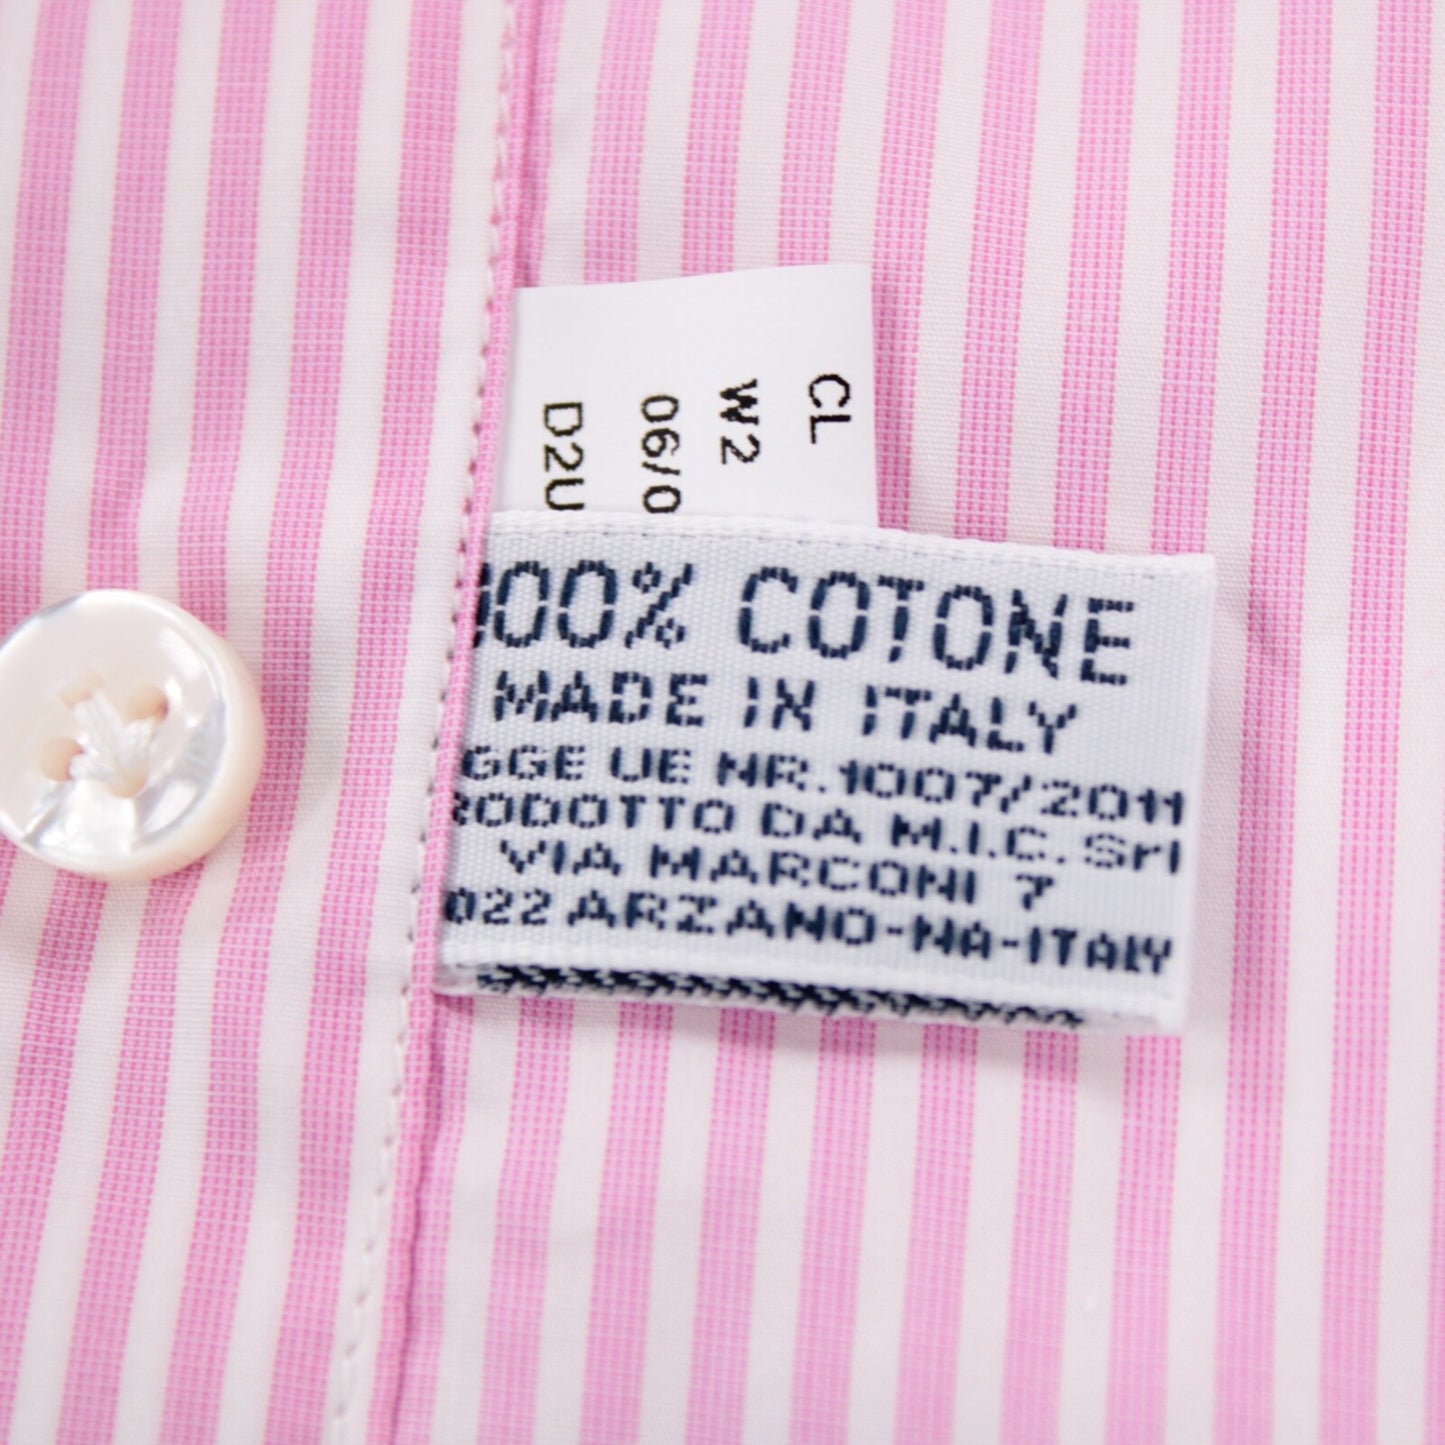 CL
W2
06/0
D2U
100% COTONE
MADE IN ITALY
GGE UE NR.1007/2011
RODOTTO DA M.I.C. Srl
VIA MARCONI 7
022 ARZANO-NA-ITALY